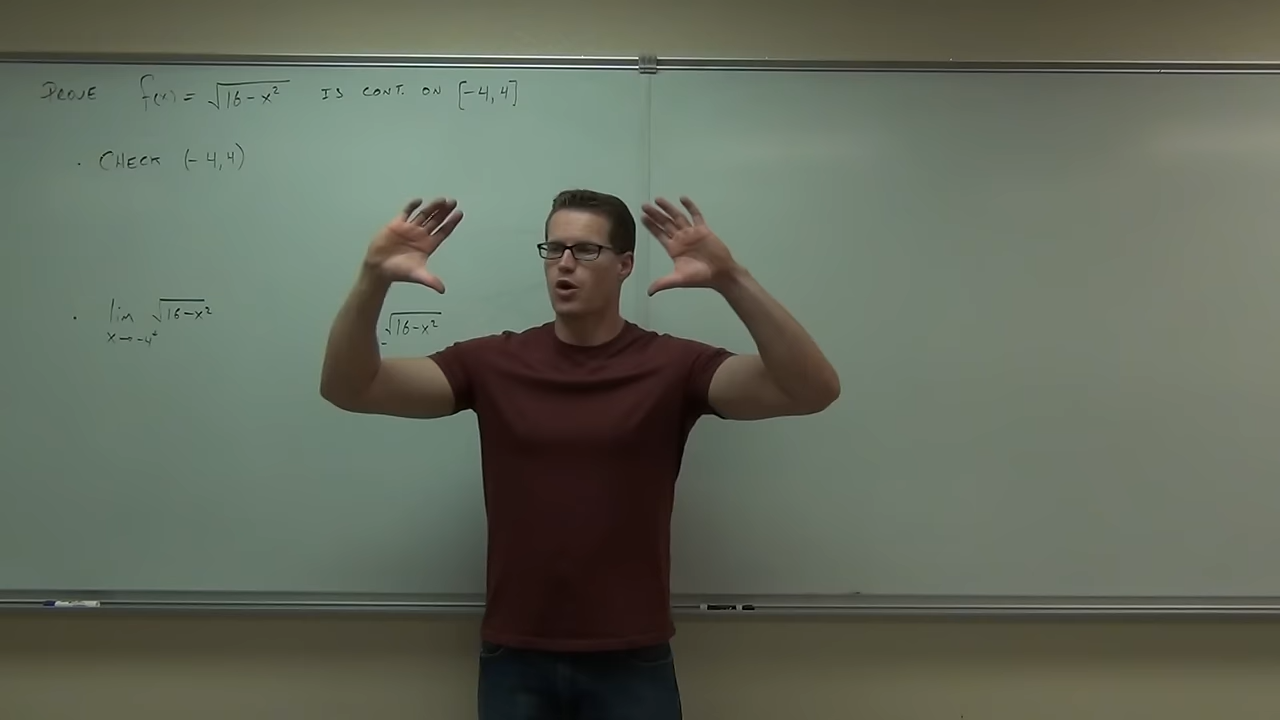 PROVE f(x) = √(16-x²) IS CONT. ON [-4, 4]
· CHECK (-4, 4)
· lim √(16-x²) √(16-x²)
x→-4⁺